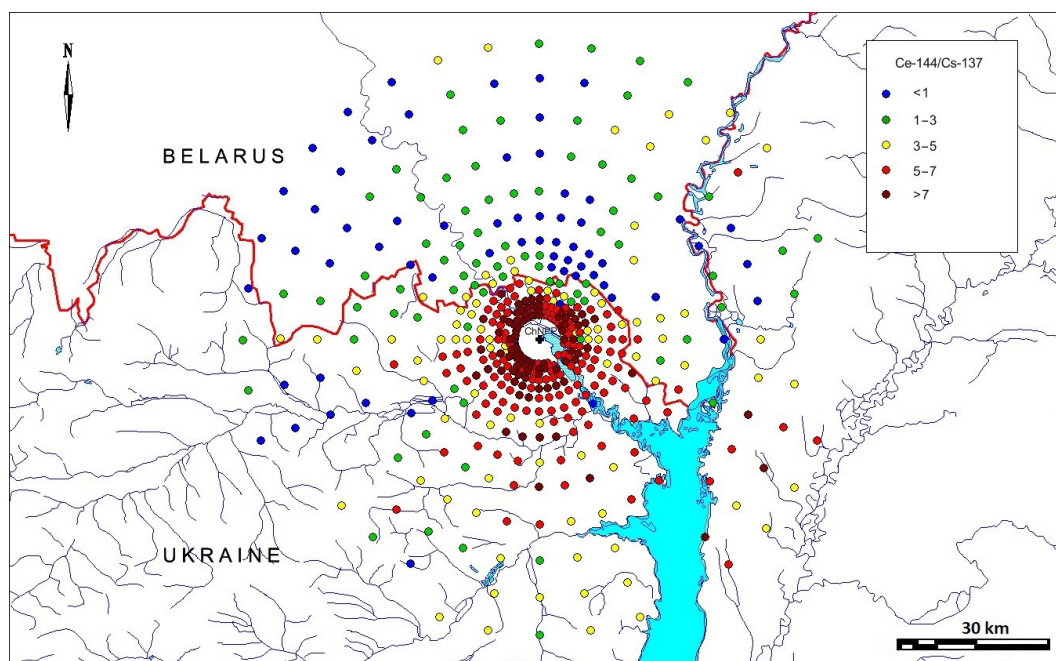 N
Ce-144/Cs-137
<1
1-3
3-5
5-7
>7
BELARUS
ChNPP
UKRAINE
30 km